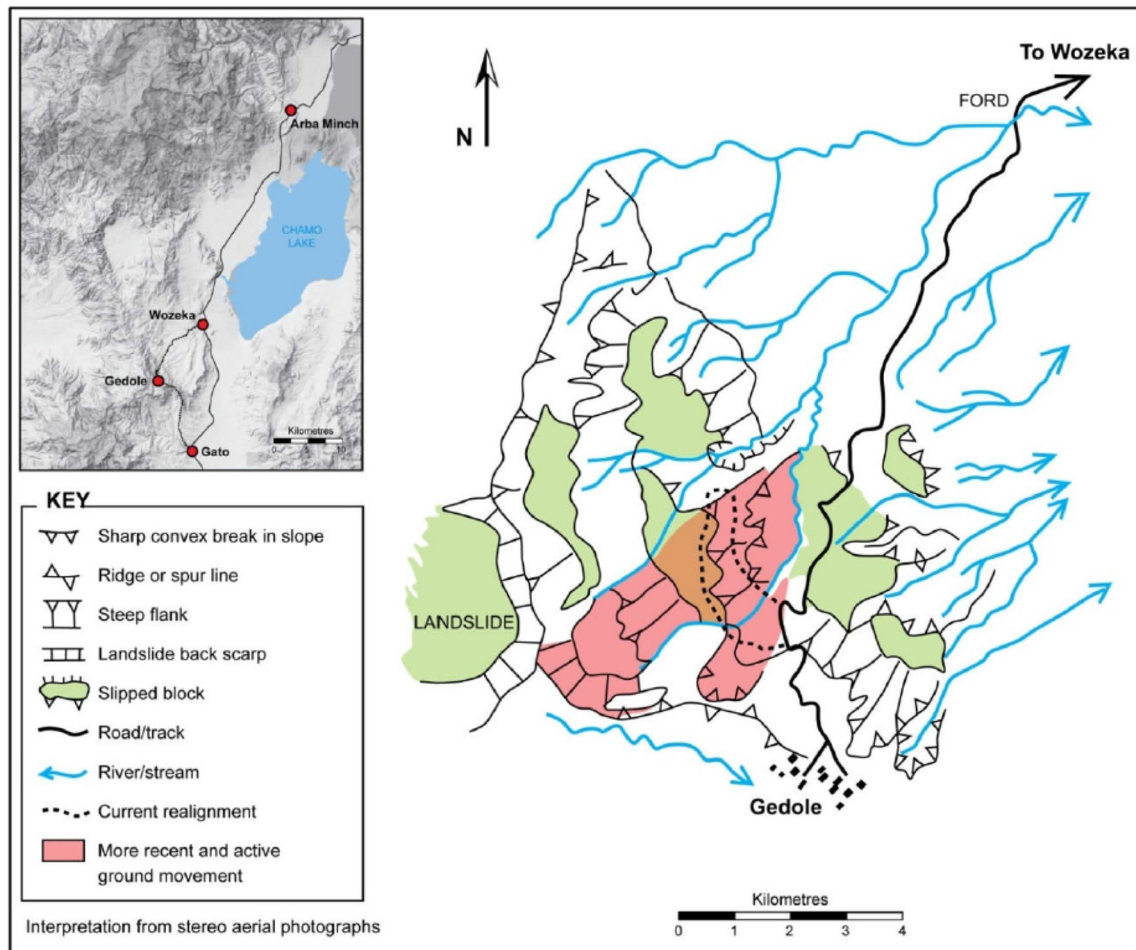 Arba Minch
CHAMO
LAKE
Wozeka
Gedole
Gato
Kilometres
0 5 10
To Wozeka
FORD
N
LANDSLIDE
Gedole
KEY
Sharp convex break in slope
Ridge or spur line
Steep flank
Landslide back scarp
Slipped block
Road/track
River/stream
Current realignment
More recent and active
ground movement
Interpretation from stereo aerial photographs
Kilometres
0 1 2 3 4